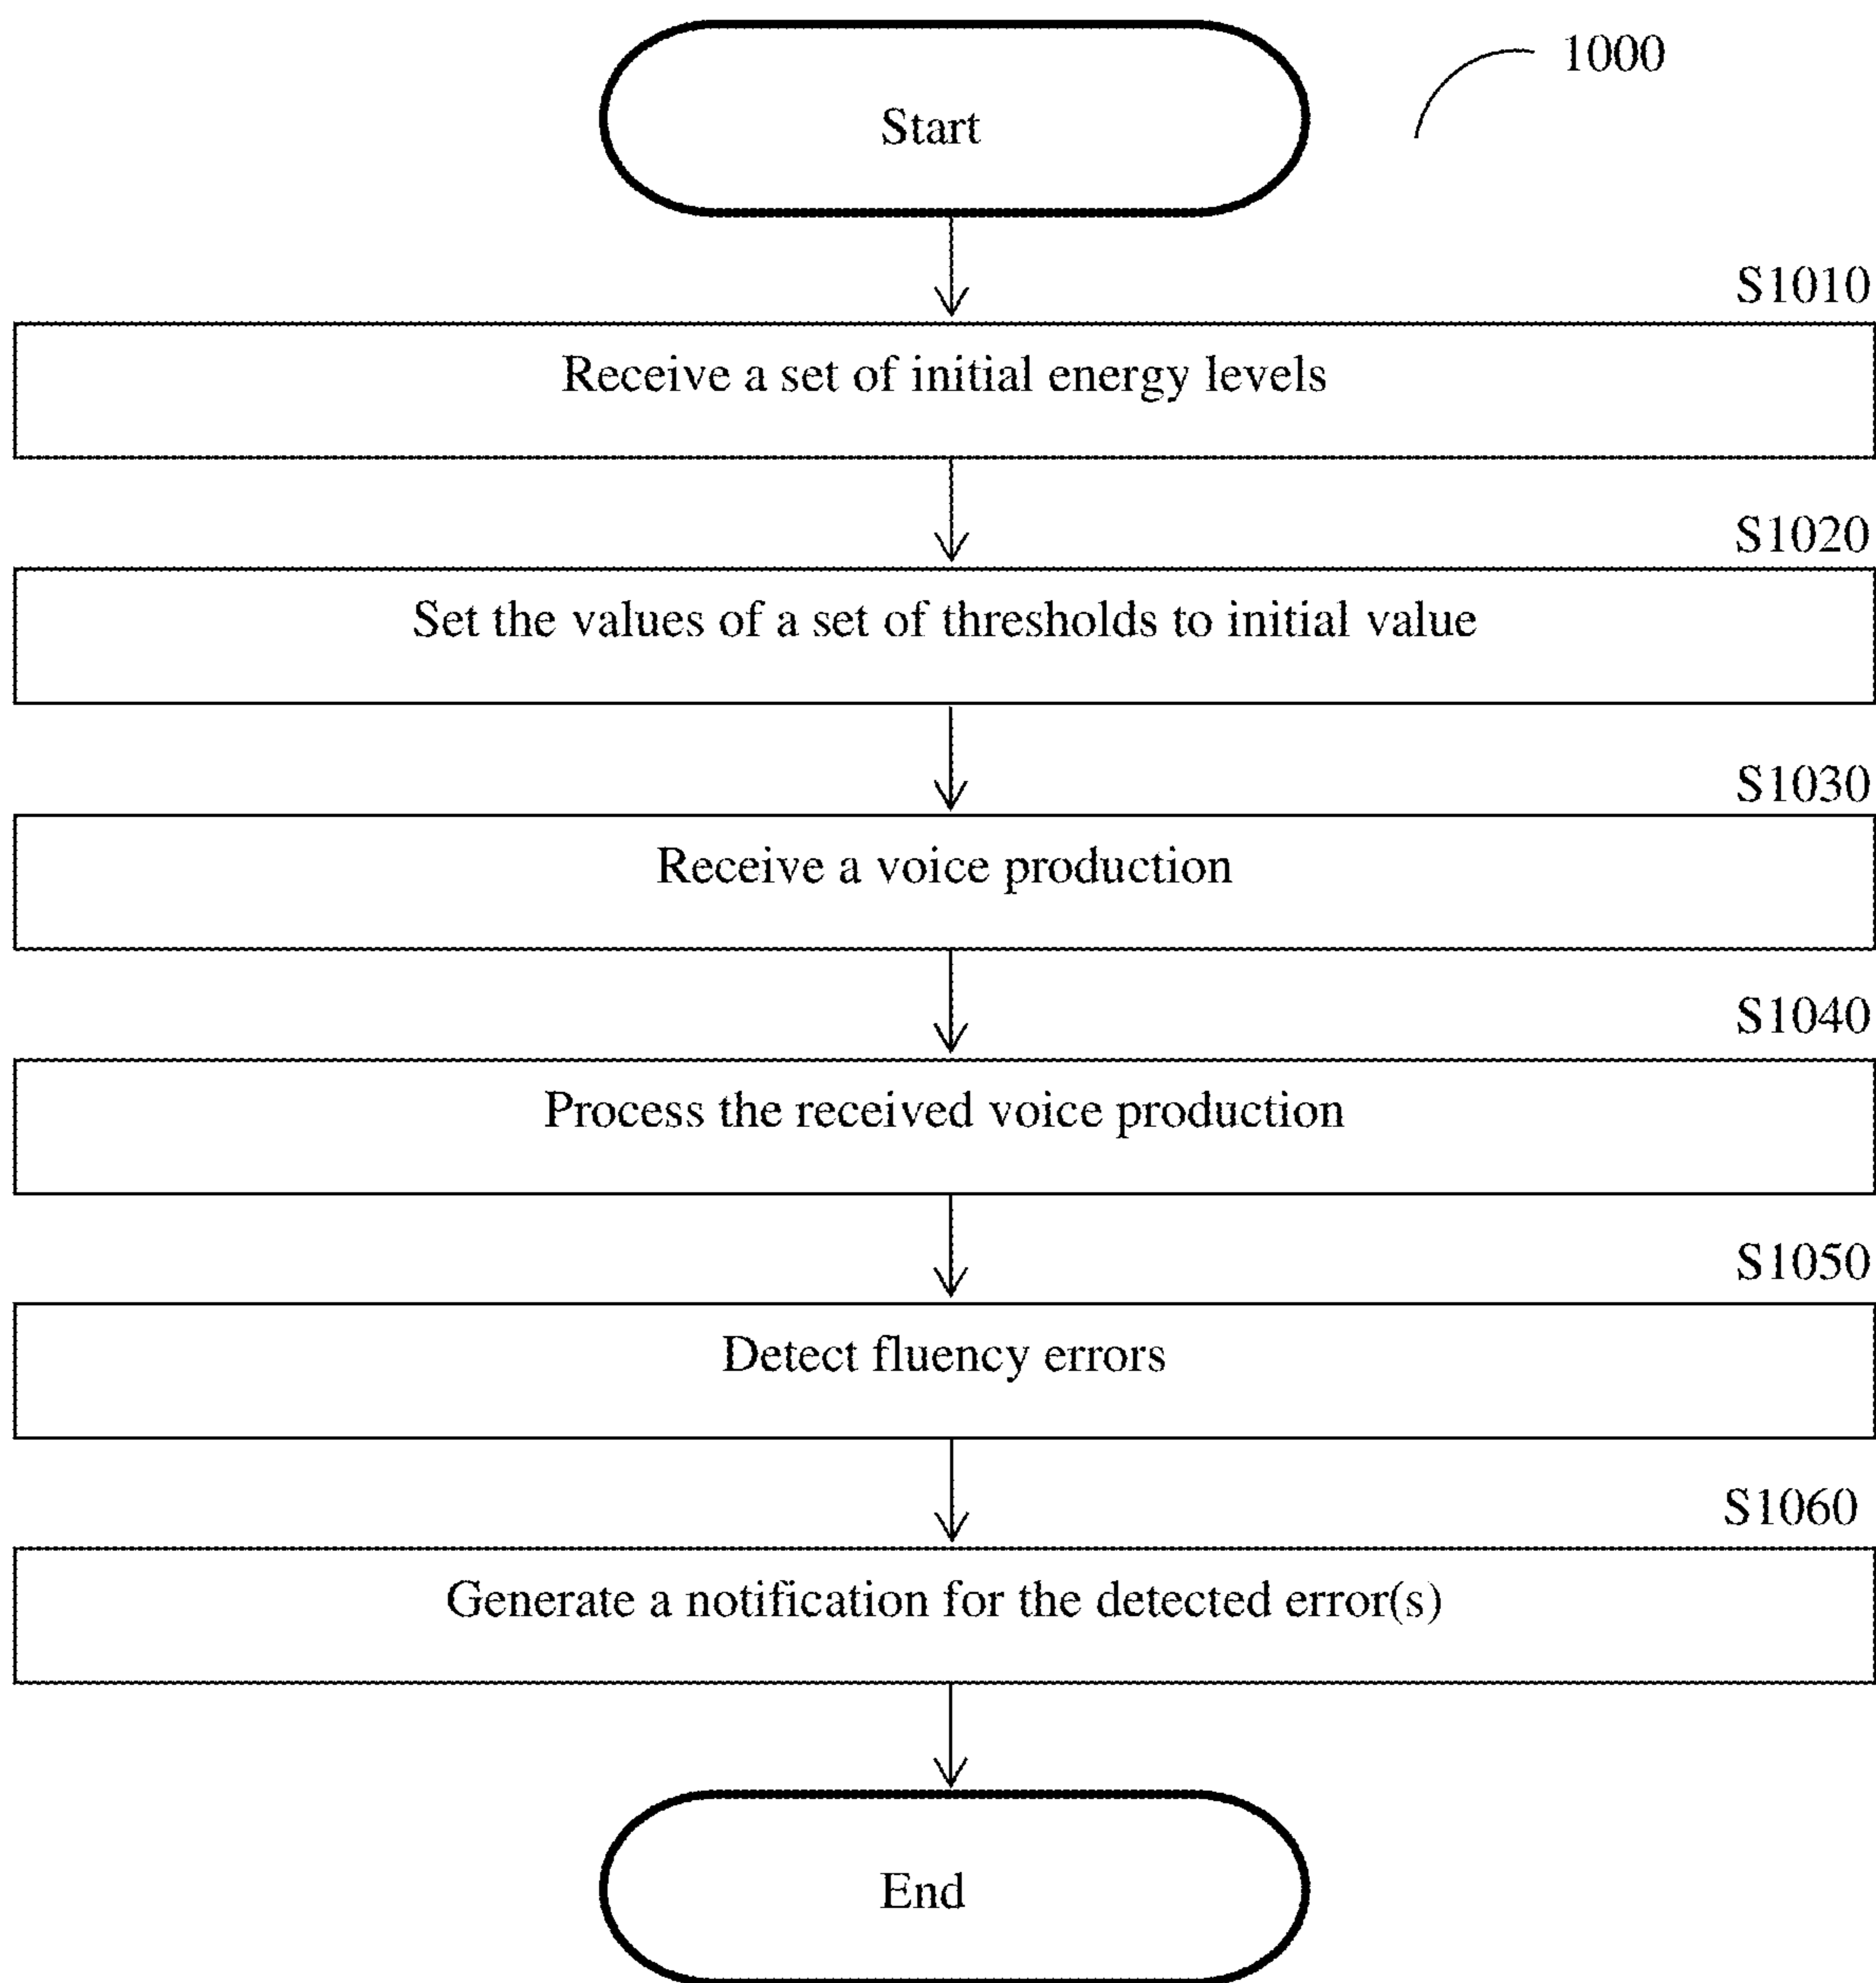 1000
Start
S1010
Receive a set of initial energy levels
S1020
Set the values of a set of thresholds to initial value
S1030
Receive a voice production
S1040
Process the received voice production
S1050
Detect fluency errors
S1060
Generate a notification for the detected error(s)
End